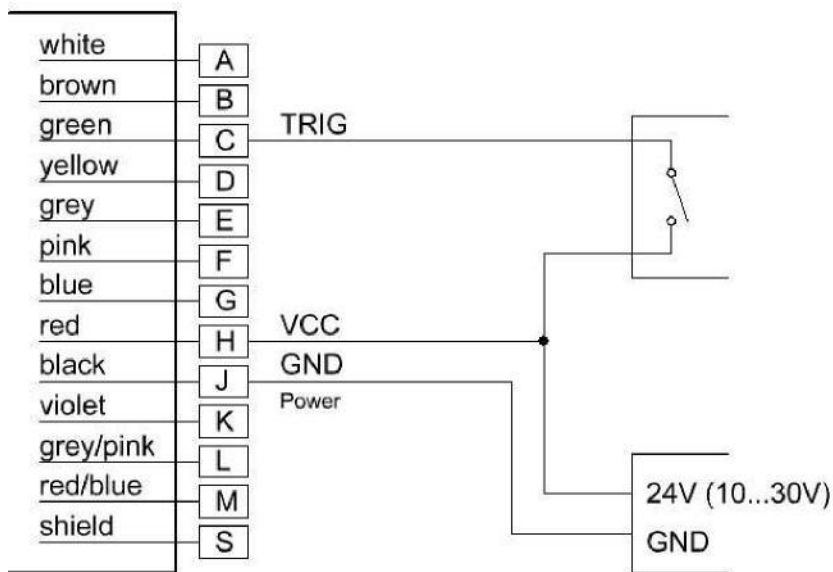 white A
brown B
green C TRIG
yellow D
grey E
pink F
blue G
red H VCC
black J GND
violet K Power
grey/pink L
red/blue M 24V (10...30V)
shield S GND